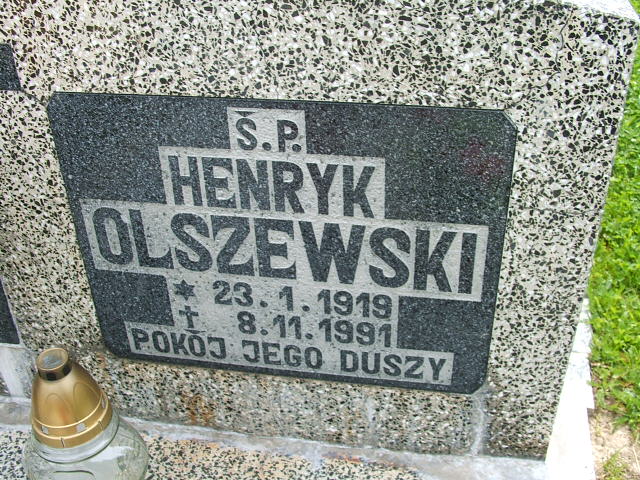 Ś.P.
HENRYK
OLSZEWSKI
* 23.1.1919
† 8.11.1991
POKÓJ JEGO DUSZY